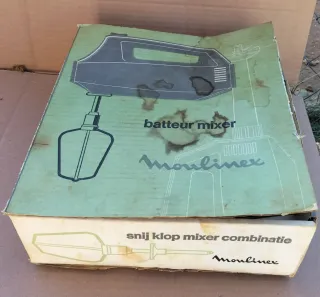 batteur mixer
Moulinex
snij klop mixer combinatie
Moulinex